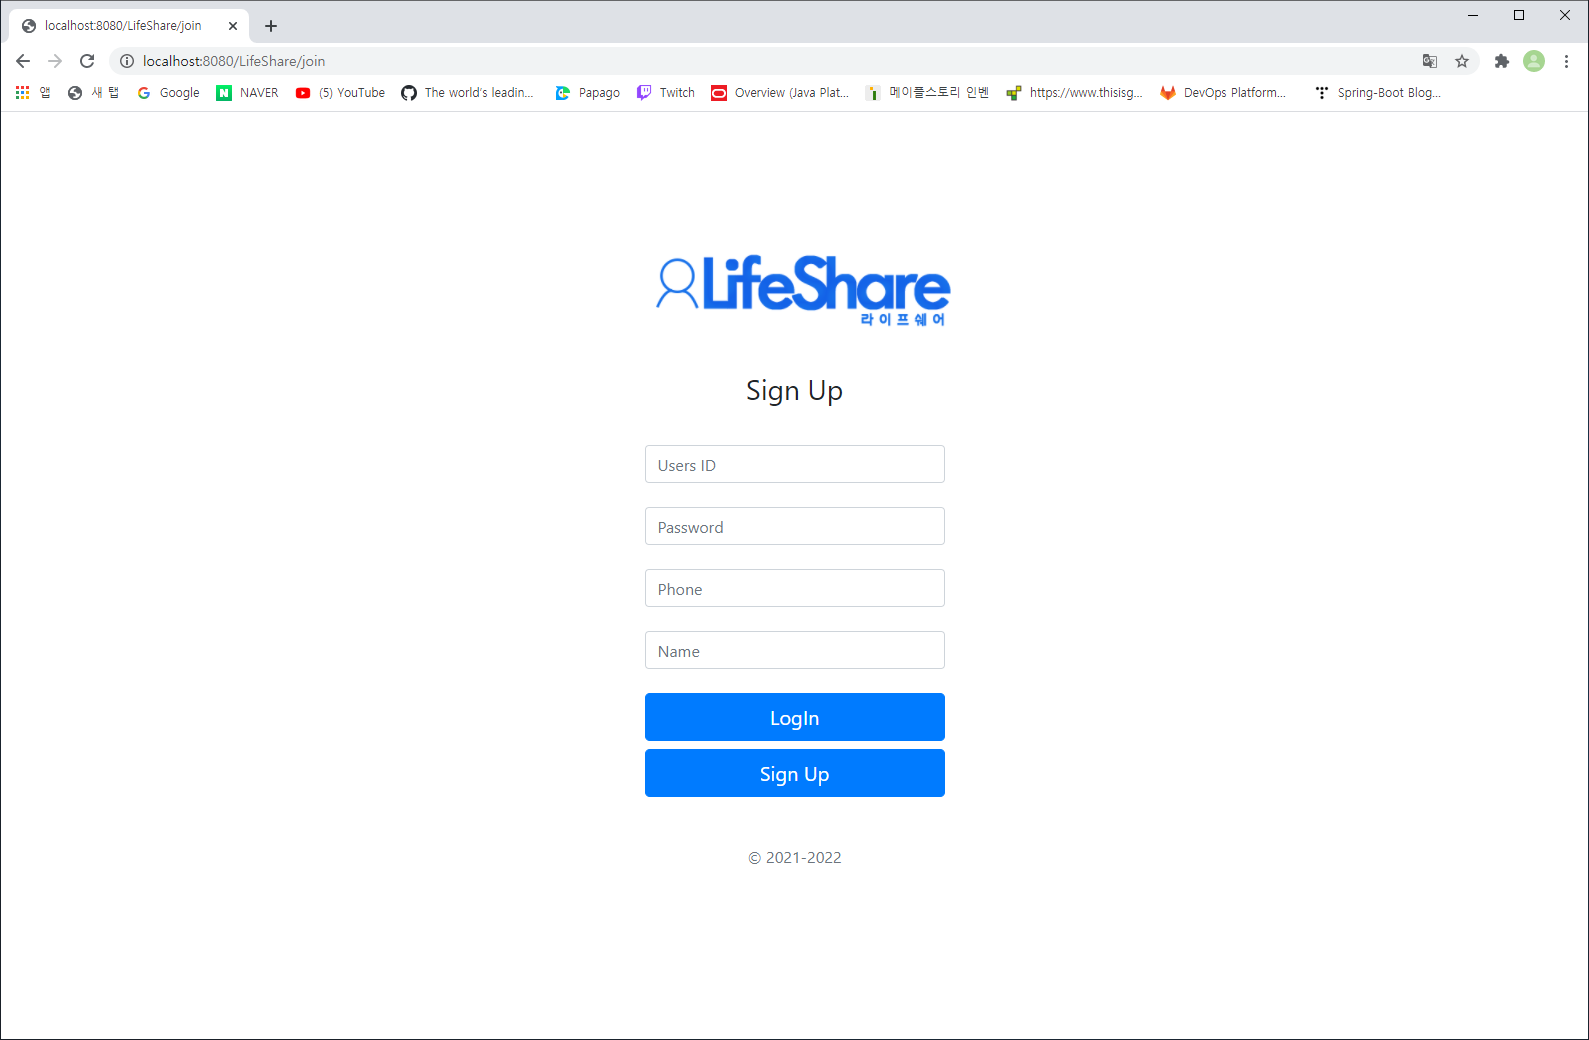 localhost:8080/LifeShare/join
localhost:8080/LifeShare/join
앱 새 탭 Google NAVER (5) YouTube The world's leadin... Papago Twitch Overview (Java Plat... 메이플스토리 인벤 https://www.thisisg... DevOps Platform... Spring-Boot Blog...
LifeShare
라이프쉐어
Sign Up
Users ID
Password
Phone
Name
LogIn
Sign Up
© 2021-2022